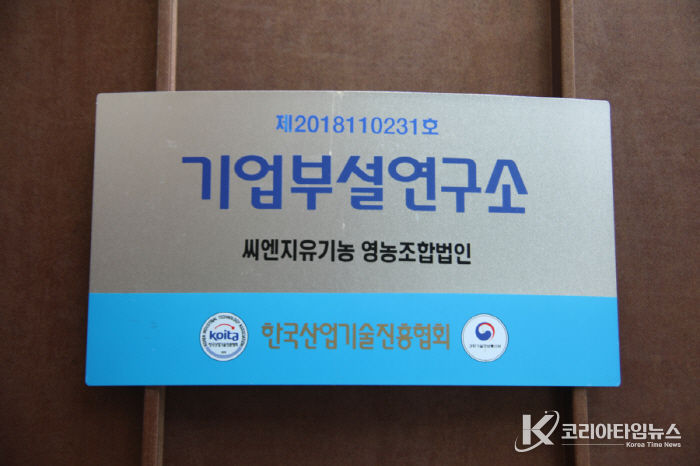 제2018110231호
기업부설연구소
씨엔지유기농 영농조합법인
koita
한국산업기술진흥협회
코리아타임뉴스
Korea Time News